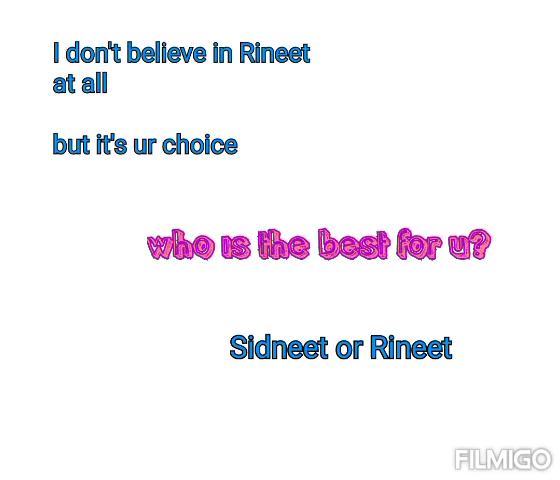 I don't believe in Rineet
at all
but it's ur choice
who is the best for u?
Sidneet or Rineet
FILMIGO